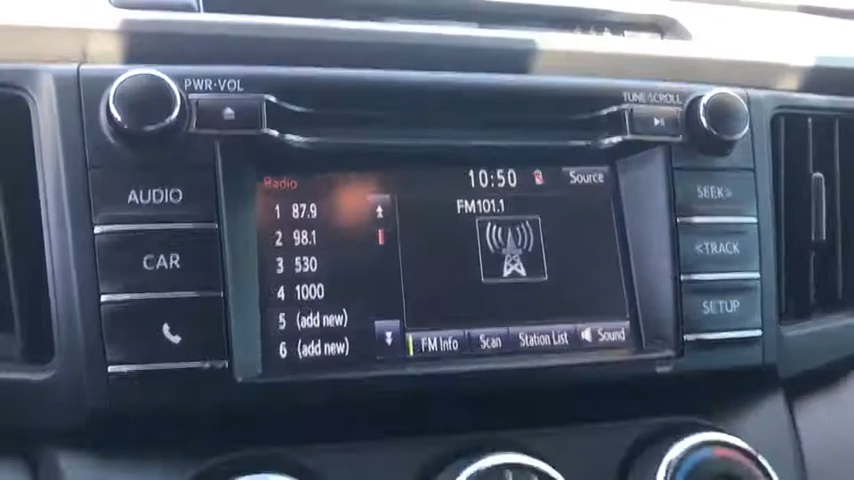 PWR·VOL
TUNE·SCROLL
AUDIO
CAR
Radio
10:50
Source
FM101.1
1 87.9
2 98.1
3 530
4 1000
5 (add new)
6 (add new)
FM Info
Scan
Station List
Sound
SEEK>
<TRACK
SETUP